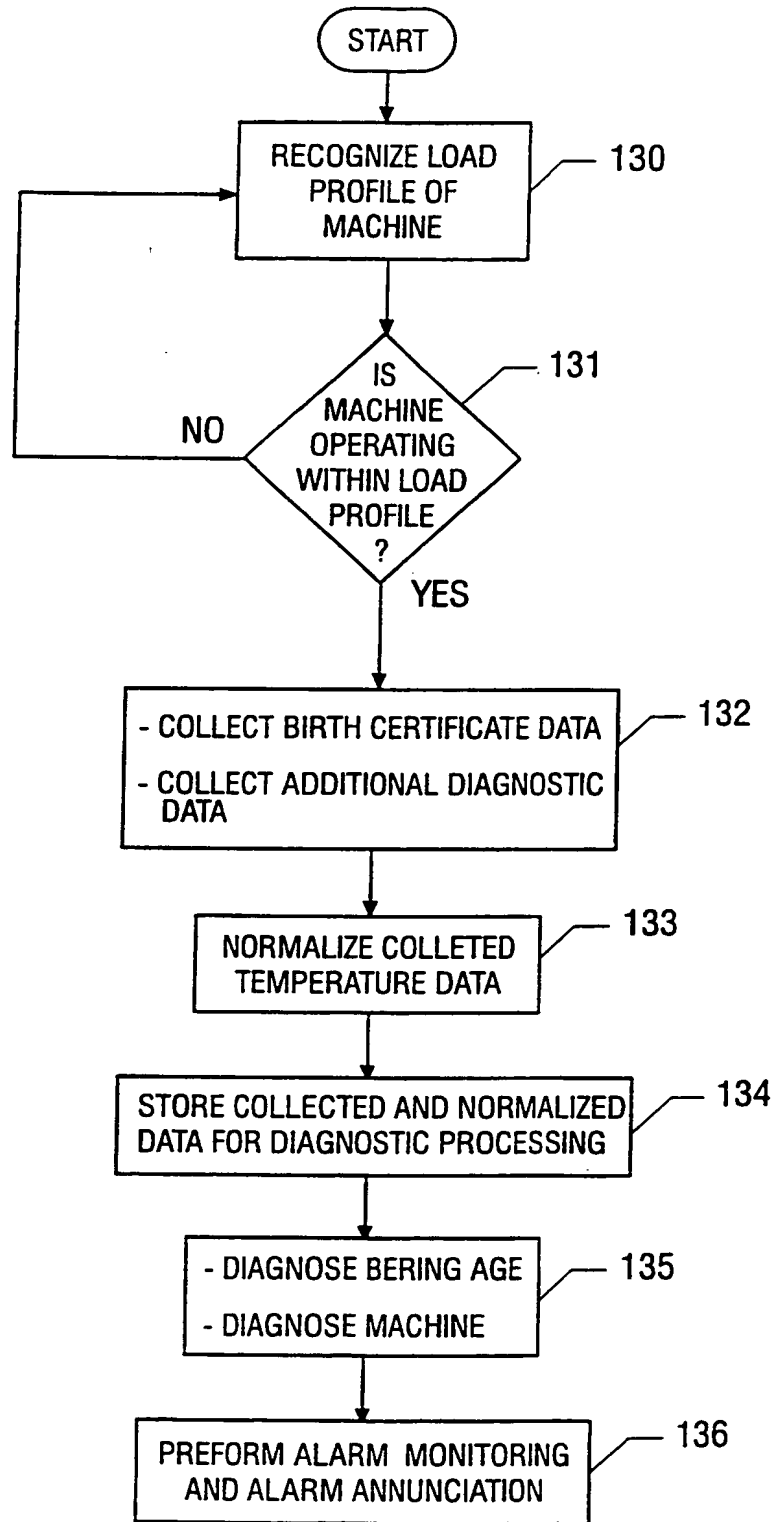 START
RECOGNIZE LOAD
PROFILE OF
MACHINE
130
IS
MACHINE
OPERATING
WITHIN LOAD
PROFILE
?
131
NO
YES
- COLLECT BIRTH CERTIFICATE DATA
- COLLECT ADDITIONAL DIAGNOSTIC
DATA
132
NORMALIZE COLLETED
TEMPERATURE DATA
133
STORE COLLECTED AND NORMALIZED
DATA FOR DIAGNOSTIC PROCESSING
134
- DIAGNOSE BERING AGE
- DIAGNOSE MACHINE
135
PREFORM ALARM MONITORING
AND ALARM ANNUNCIATION
136